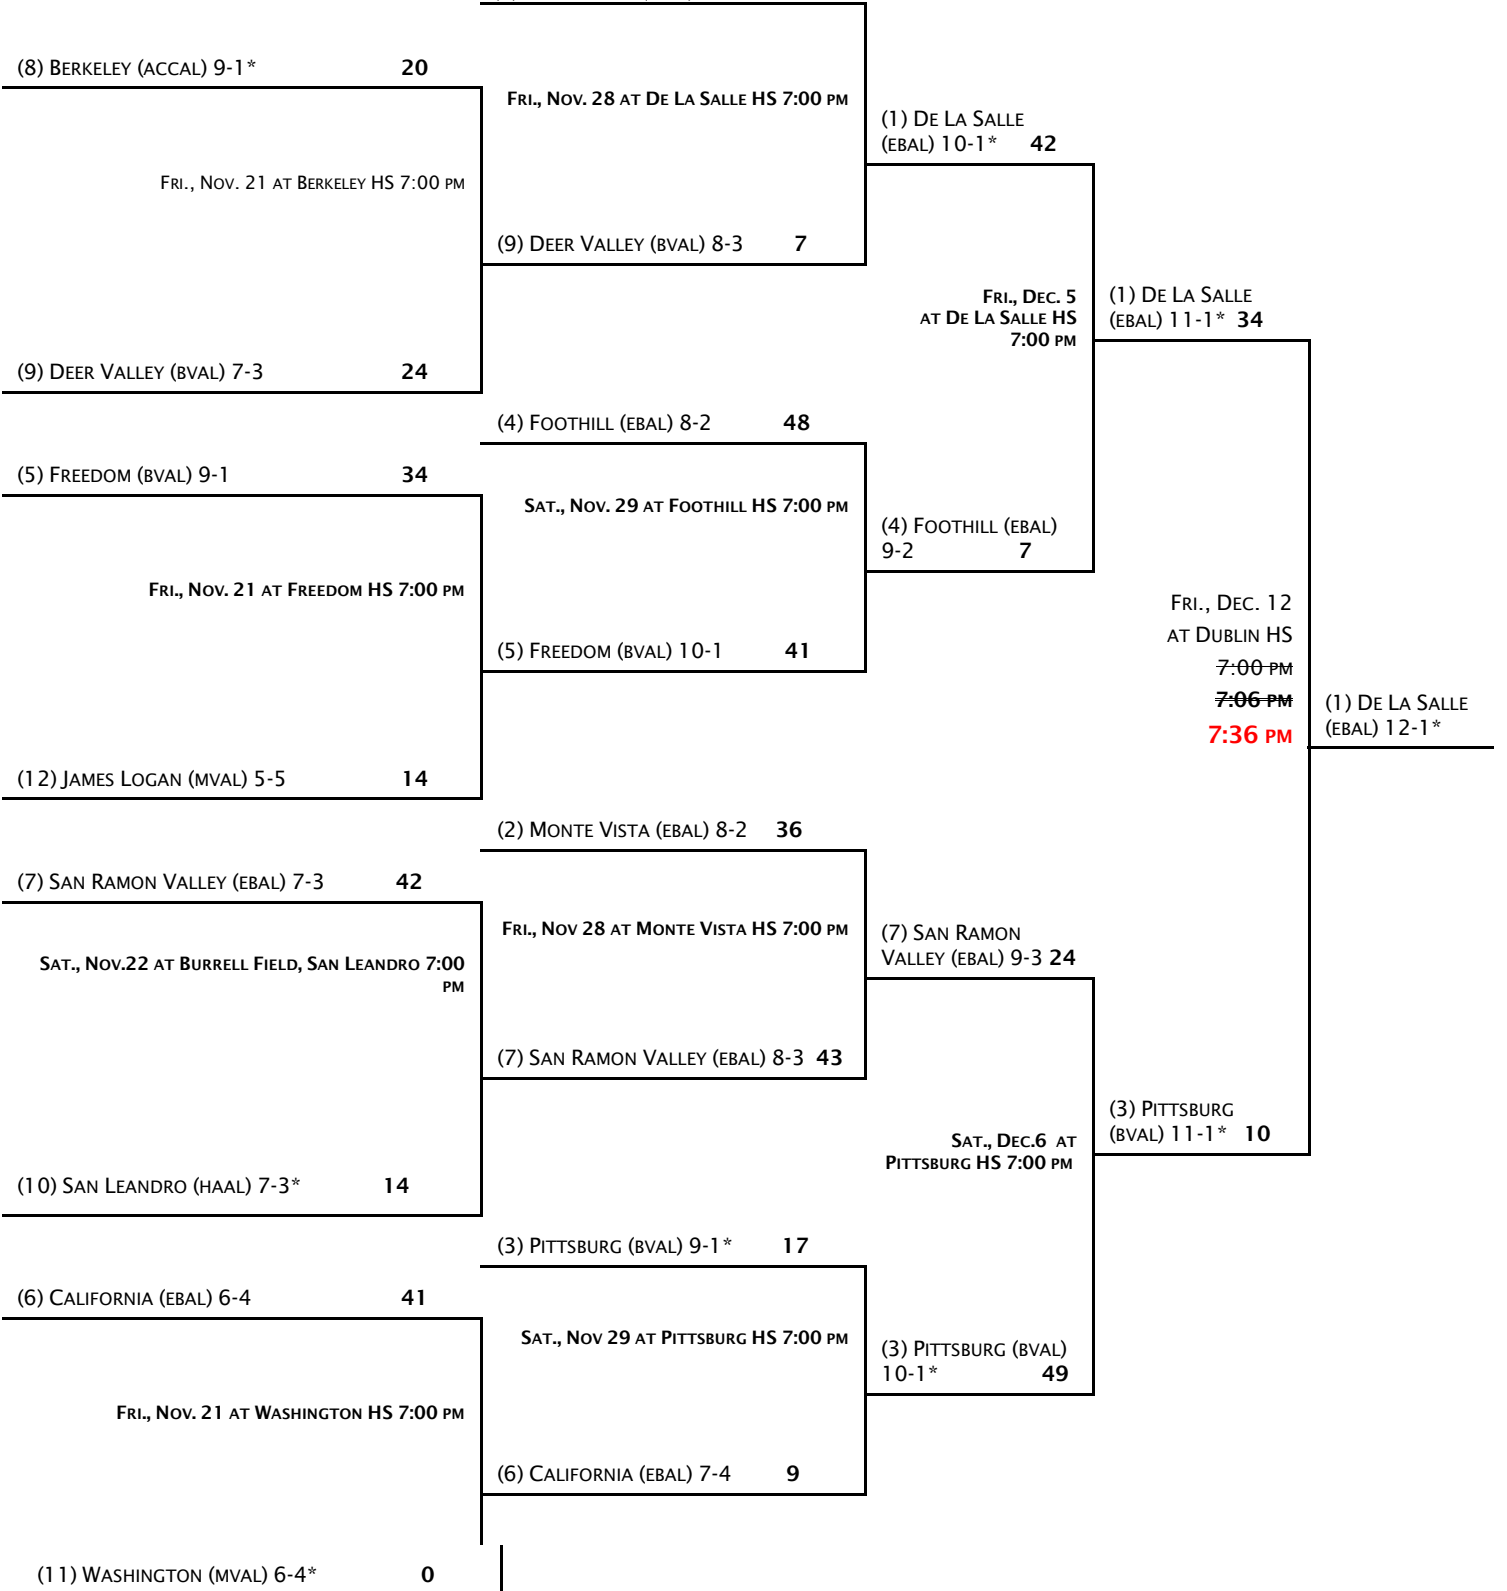 (8) Berkeley (ACCAL) 9-1* 20
Fri., Nov. 21 at Berkeley HS 7:00 pm
(9) Deer Valley (BVAL) 7-3 24
(5) Freedom (BVAL) 9-1 34
Fri., Nov. 21 at Freedom HS 7:00 pm
(12) James Logan (MVAL) 5-5 14
(7) San Ramon Valley (EBAL) 7-3 42
Sat., Nov.22 at Burrell Field, San Leandro 7:00
pm
(10) San Leandro (HAAL) 7-3* 14
(6) California (EBAL) 6-4 41
Fri., Nov. 21 at Washington HS 7:00 pm
(11) Washington (MVAL) 6-4* 0
Fri., Nov. 28 at De La Salle HS 7:00 pm
(9) Deer Valley (BVAL) 8-3 7
(4) Foothill (EBAL) 8-2 48
Sat., Nov. 29 at Foothill HS 7:00 pm
(5) Freedom (BVAL) 10-1 41
(2) Monte Vista (EBAL) 8-2 36
Fri., Nov 28 at Monte Vista HS 7:00 pm
(7) San Ramon Valley (EBAL) 8-3 43
(3) Pittsburg (BVAL) 9-1* 17
Sat., Nov 29 at Pittsburg HS 7:00 pm
(6) California (EBAL) 7-4 9
(1) De La Salle
(EBAL) 10-1* 42
Fri., Dec. 5
at De La Salle HS
7:00 pm
(4) Foothill (EBAL)
9-2 7
(7) San Ramon
Valley (EBAL) 9-3 24
Sat., Dec.6 at
Pittsburg HS 7:00 pm
(3) Pittsburg (BVAL)
10-1* 49
(1) De La Salle
(EBAL) 11-1* 34
Fri., Dec. 12
at Dublin HS
7:00 pm
7:06 pm
7:36 pm
(3) Pittsburg
(BVAL) 11-1* 10
(1) De La Salle
(EBAL) 12-1*